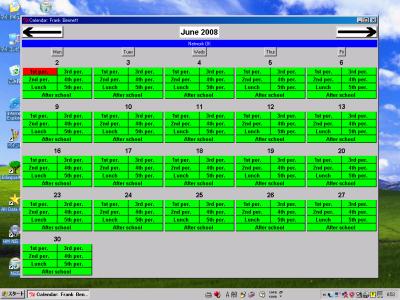 Calendar: Frank Bennett
June 2008
Network OK
Mon Tue Wed Thu Fri
2 3 4 5 6
1st per. 3rd per. 1st per. 3rd per. 1st per. 3rd per. 1st per. 3rd per. 1st per. 3rd per.
2nd per. 4th per. 2nd per. 4th per. 2nd per. 4th per. 2nd per. 4th per. 2nd per. 4th per.
Lunch 5th per. Lunch 5th per. Lunch 5th per. Lunch 5th per. Lunch 5th per.
After school After school After school After school After school
9 10 11 12 13
1st per. 3rd per. 1st per. 3rd per. 1st per. 3rd per. 1st per. 3rd per. 1st per. 3rd per.
2nd per. 4th per. 2nd per. 4th per. 2nd per. 4th per. 2nd per. 4th per. 2nd per. 4th per.
Lunch 5th per. Lunch 5th per. Lunch 5th per. Lunch 5th per. Lunch 5th per.
After school After school After school After school After school
16 17 18 19 20
1st per. 3rd per. 1st per. 3rd per. 1st per. 3rd per. 1st per. 3rd per. 1st per. 3rd per.
2nd per. 4th per. 2nd per. 4th per. 2nd per. 4th per. 2nd per. 4th per. 2nd per. 4th per.
Lunch 5th per. Lunch 5th per. Lunch 5th per. Lunch 5th per. Lunch 5th per.
After school After school After school After school After school
23 24 25 26 27
1st per. 3rd per. 1st per. 3rd per. 1st per. 3rd per. 1st per. 3rd per. 1st per. 3rd per.
2nd per. 4th per. 2nd per. 4th per. 2nd per. 4th per. 2nd per. 4th per. 2nd per. 4th per.
Lunch 5th per. Lunch 5th per. Lunch 5th per. Lunch 5th per. Lunch 5th per.
After school After school After school After school After school
30
1st per. 3rd per.
2nd per. 4th per.
Lunch 5th per.
After school
スタート Calendar: Frank Ben...